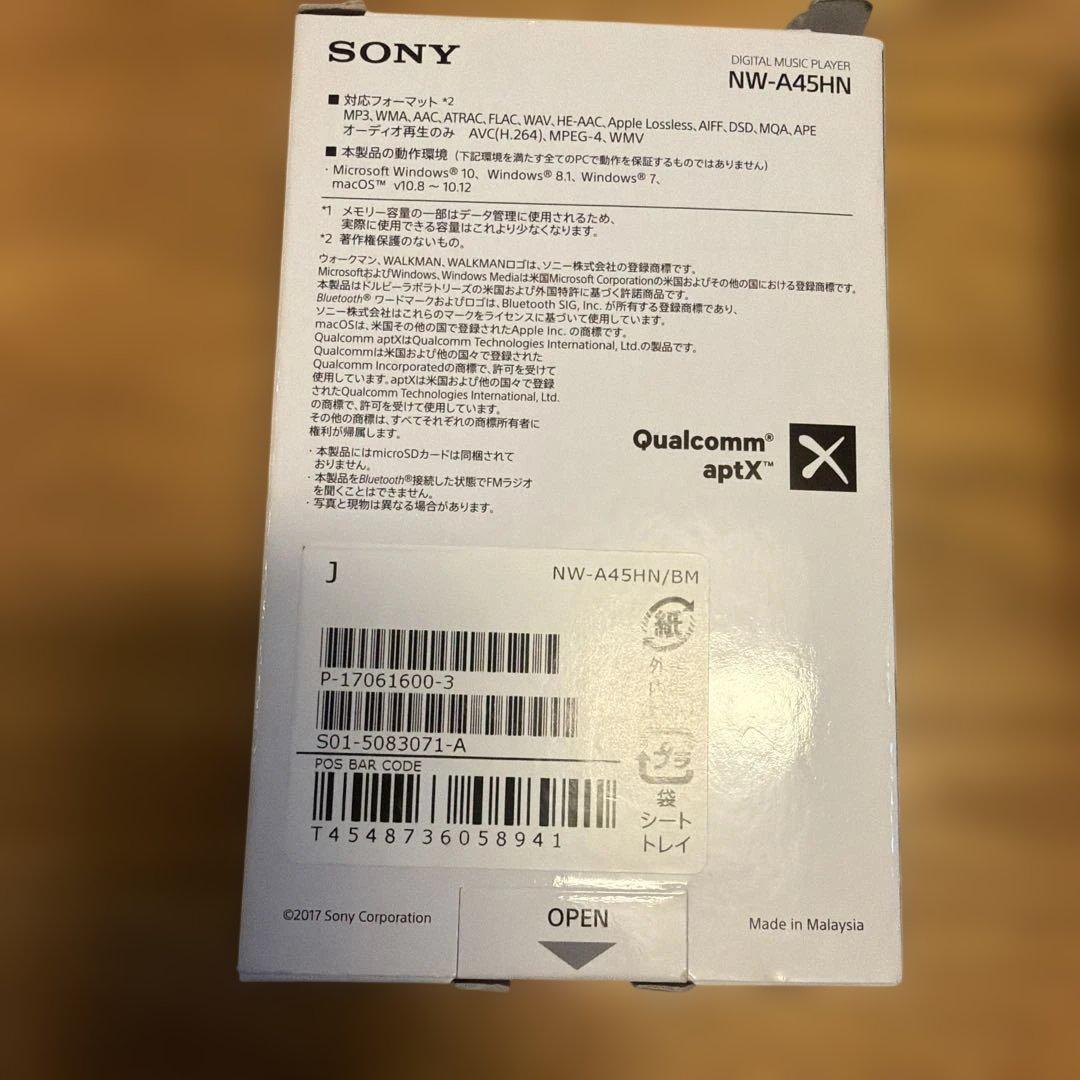 SONY
DIGITAL MUSIC PLAYER
NW-A45HN
■ 対応フォーマット *2
MP3、WMA、AAC、ATRAC、FLAC、WAV、HE-AAC、Apple Lossless、AIFF、DSD、MQA、APE
オーディオ再生のみ AVC(H.264)、MPEG-4、WMV
■ 本製品の動作環境（下記環境を満たす全てのPCで動作を保証するものではありません）
・Microsoft Windows® 10、Windows® 8.1、Windows® 7、
macOS™ v10.8 ～ 10.12
*1 メモリー容量の一部はデータ管理に使用されるため、
実際に使用できる容量はこれより少なくなります。
*2 著作権保護のないもの。
ウォークマン、WALKMAN、WALKMANロゴは、ソニー株式会社の登録商標です。
MicrosoftおよびWindows、Windows Mediaは米国Microsoft Corporationの米国およびその他の国における登録商標です。
本製品はドルビーラボラトリーズの米国および外国特許に基づく許諾商品です。
Bluetooth® ワードマークおよびロゴは、Bluetooth SIG, Inc. が所有する登録商標であり、
ソニー株式会社はこれらのマークをライセンスに基づいて使用しています。
macOSは、米国その他の国で登録されたApple Inc. の商標です。
Qualcomm aptXはQualcomm Technologies International, Ltd.の製品です。
Qualcommは米国および他の国々で登録された
Qualcomm Incorporatedの商標で、許可を受けて
使用しています。aptXは米国および他の国々で登録
されたQualcomm Technologies International, Ltd.
の商標で、許可を受けて使用しています。
その他の商標は、すべてそれぞれの商標所有者に
権利が帰属します。
・本製品にはmicroSDカードは同梱されて
おりません。
・本製品をBluetooth®接続した状態でFMラジオ
を聞くことはできません。
・写真と現物は異なる場合があります。
Qualcomm®
aptX™
J
NW-A45HN/BM
紙
外
P-17061600-3
S01-5083071-A
POS BAR CODE
T4548736058941
プラ
袋
シート
トレイ
©2017 Sony Corporation
OPEN
Made in Malaysia